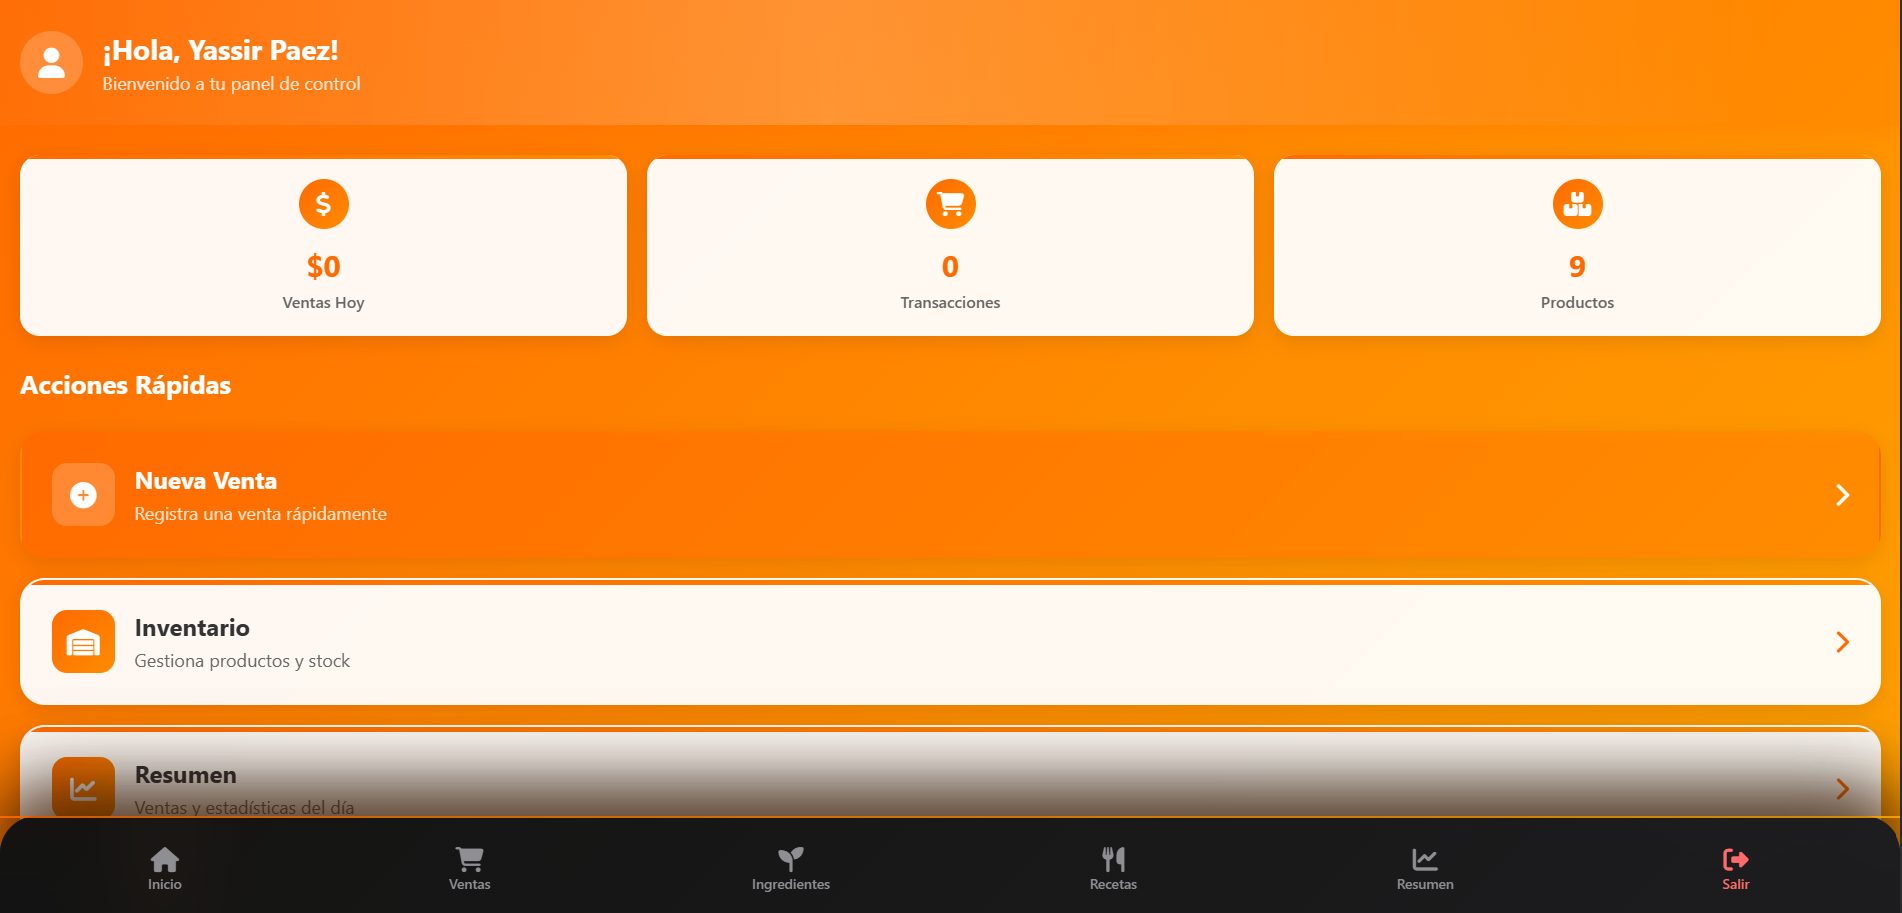 ¡Hola, Yassir Paez!
Bienvenido a tu panel de control
$0
Ventas Hoy
0
Transacciones
9
Productos
Acciones Rápidas
Nueva Venta
Registra una venta rápidamente
Inventario
Gestiona productos y stock
Resumen
Ventas y estadísticas del día
Inicio
Ventas
Ingredientes
Recetas
Resumen
Salir